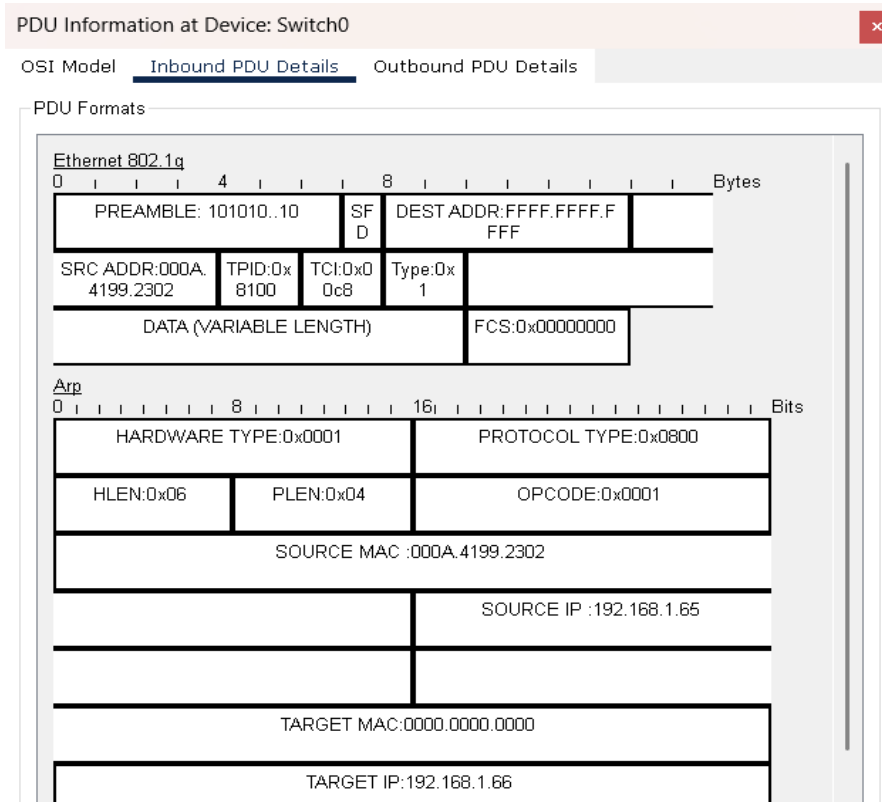 PDU Information at Device: Switch0
×
OSI Model Inbound PDU Details Outbound PDU Details
PDU Formats
Ethernet 802.1q
0 4 8 Bytes
PREAMBLE: 101010..10 SF DEST ADDR:FFFF.FFFF.F
D FFF
SRC ADDR:000A. TPID:0x TCI:0x0 Type:0x
4199.2302 8100 0c8 1
DATA (VARIABLE LENGTH) FCS:0x00000000
Arp
0 8 16 Bits
HARDWARE TYPE:0x0001 PROTOCOL TYPE:0x0800
HLEN:0x06 PLEN:0x04 OPCODE:0x0001
SOURCE MAC :000A.4199.2302
SOURCE IP :192.168.1.65
TARGET MAC:0000.0000.0000
TARGET IP:192.168.1.66